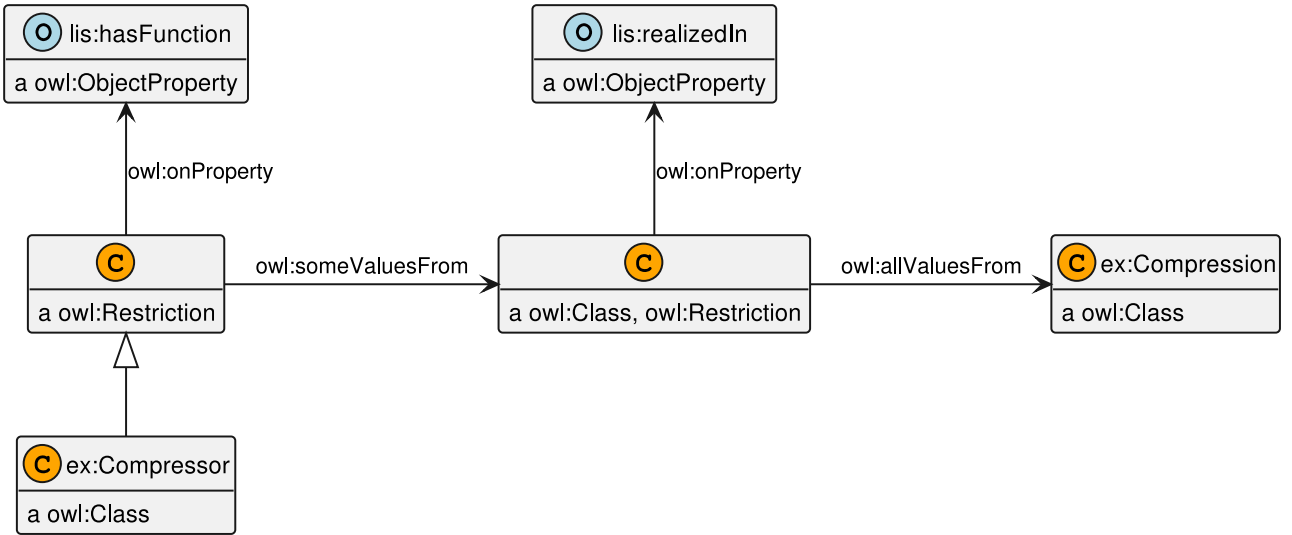 O lis:hasFunction
a owl:ObjectProperty
O lis:realizedIn
a owl:ObjectProperty
owl:onProperty
owl:onProperty
C
a owl:Restriction
owl:someValuesFrom
C
a owl:Class, owl:Restriction
owl:allValuesFrom
C ex:Compression
a owl:Class
C ex:Compressor
a owl:Class